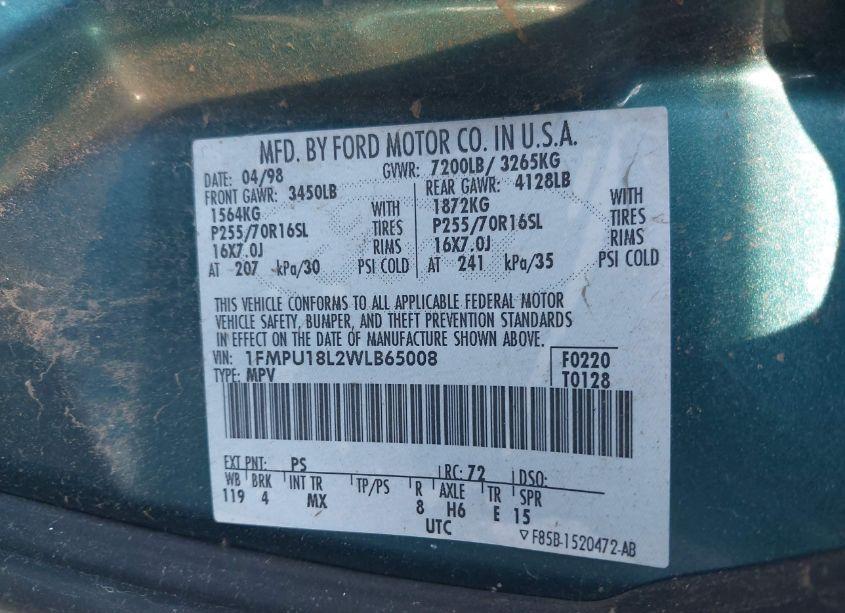 MFD. BY FORD MOTOR CO. IN U.S.A.
DATE: 04/98 GVWR: 7200LB/ 3265KG
FRONT GAWR: 3450LB REAR GAWR: 4128LB
1564KG WITH 1872KG WITH
P255/70R16SL TIRES P255/70R16SL TIRES
16X7.0J RIMS 16X7.0J RIMS
AT 207 kPa/30 PSI COLD AT 241 kPa/35 PSI COLD
THIS VEHICLE CONFORMS TO ALL APPLICABLE FEDERAL MOTOR
VEHICLE SAFETY, BUMPER, AND THEFT PREVENTION STANDARDS
IN EFFECT ON THE DATE OF MANUFACTURE SHOWN ABOVE.
VIN: 1FMPU18L2WLB65008 F0220
TYPE: MPV T0128
EXT PNT: PS RC: 72 DSO:
WB BRK INT TR TP/PS R AXLE TR SPR
119 4 MX 8 H6 E 15
UTC F85B-1520472-AB